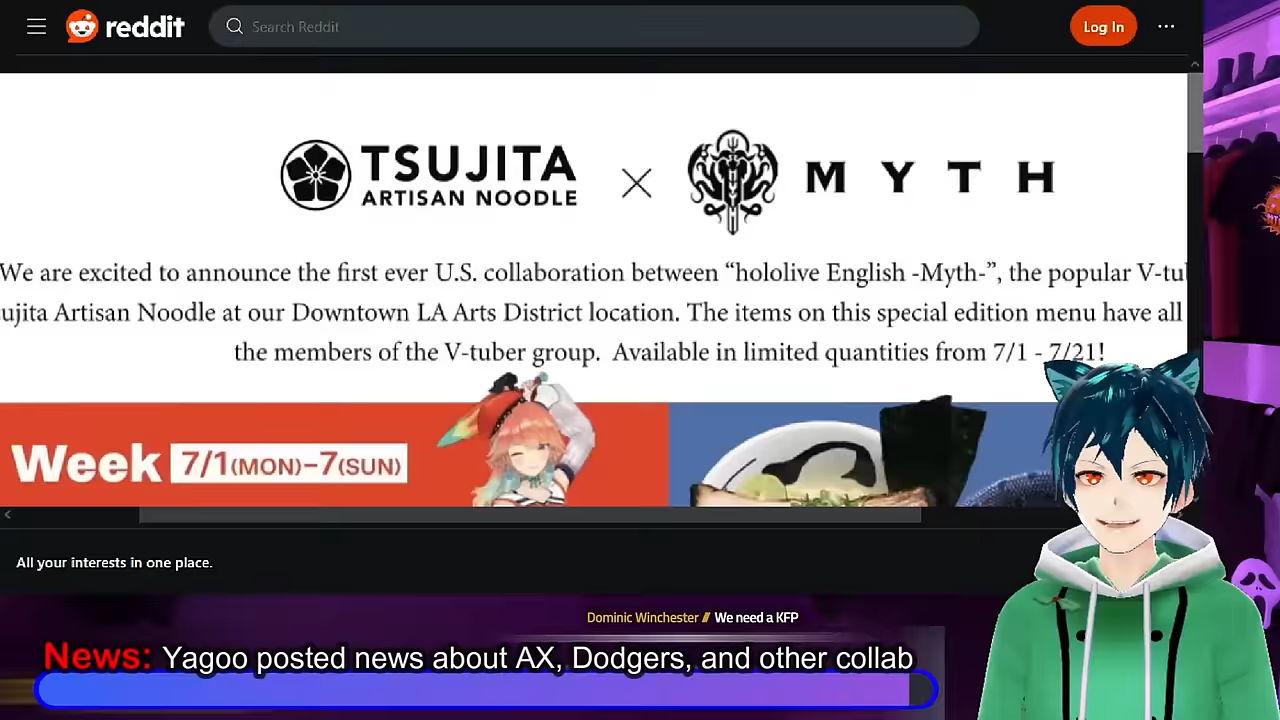 reddit
Search Reddit
Log In
TSUJITA
ARTISAN NOODLE
MYTH
We are excited to announce the first ever U.S. collaboration between “hololive English -Myth-”, the popular V-tu
ujita Artisan Noodle at our Downtown LA Arts District location. The items on this special edition menu have all
the members of the V-tuber group. Available in limited quantities from 7/1 - 7/21!
Week 7/1(MON)-7(SUN)
All your interests in one place.
Dominic Winchester // We need a KFP
News: Yagoo posted news about AX, Dodgers, and other collab